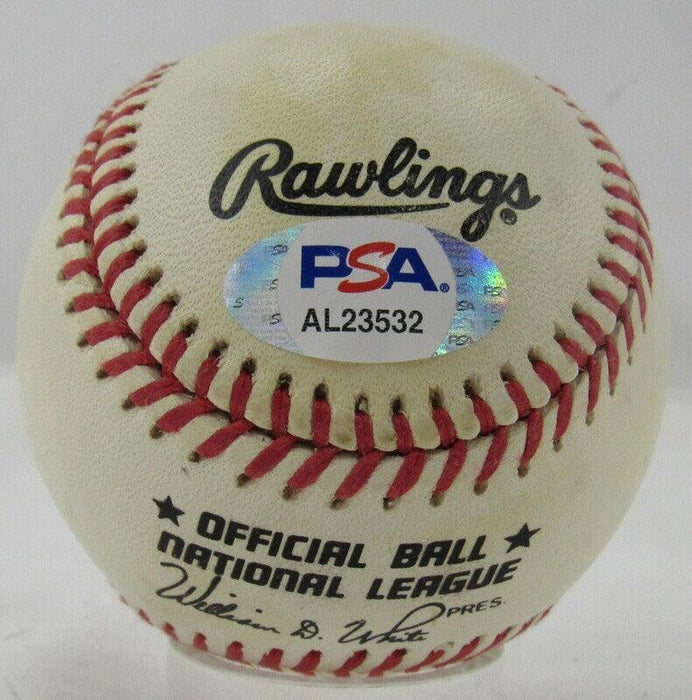 Rawlings®
PSA®
AL23532
★ OFFICIAL BALL ★
NATIONAL LEAGUE
William D. White PRES.